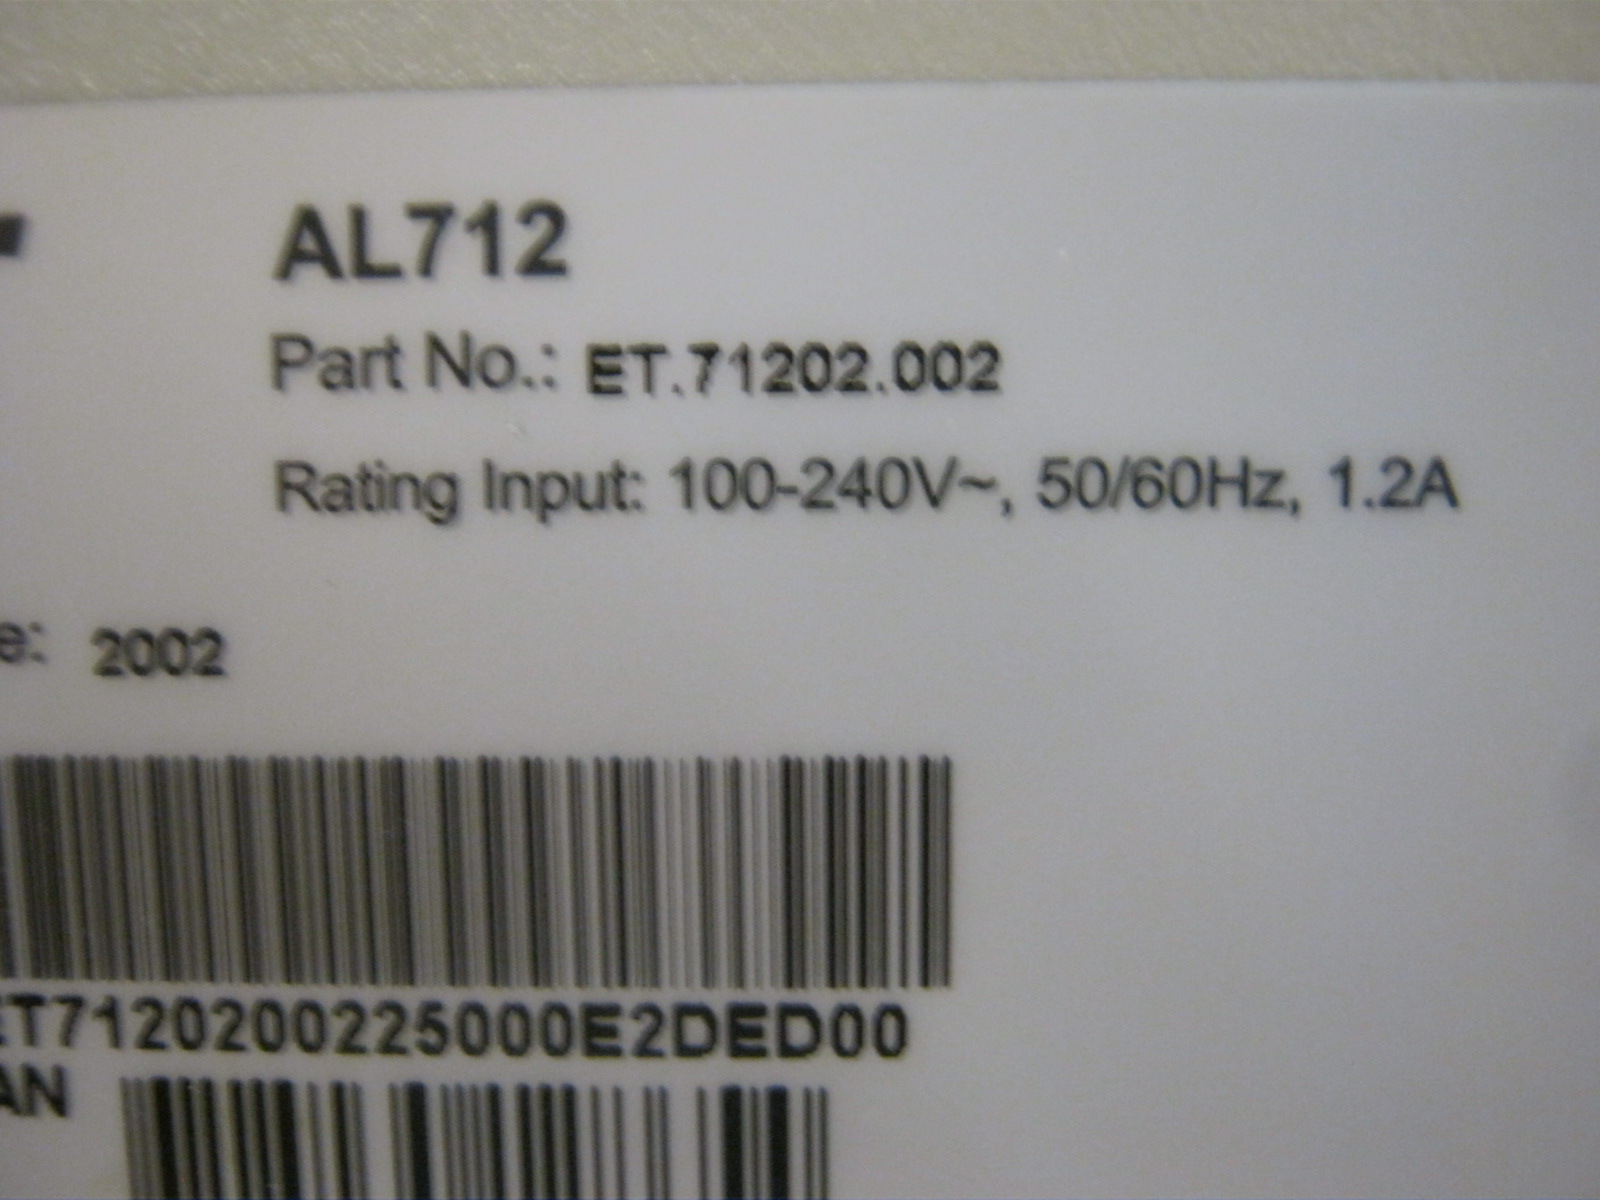 AL712
Part No.: ET.71202.002
Rating Input: 100-240V~, 50/60Hz, 1.2A
e: 2002
ET7120200225000E2DED00
AN